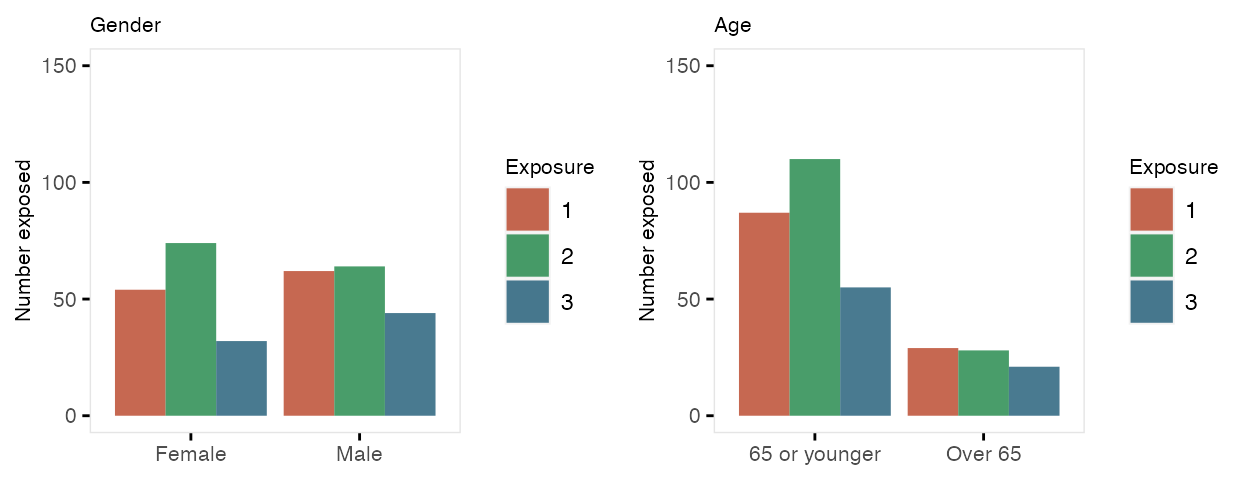 Gender
150
100
50
0
Number exposed
Female Male
Exposure
1
2
3
Age
150
100
50
0
Number exposed
65 or younger Over 65
Exposure
1
2
3